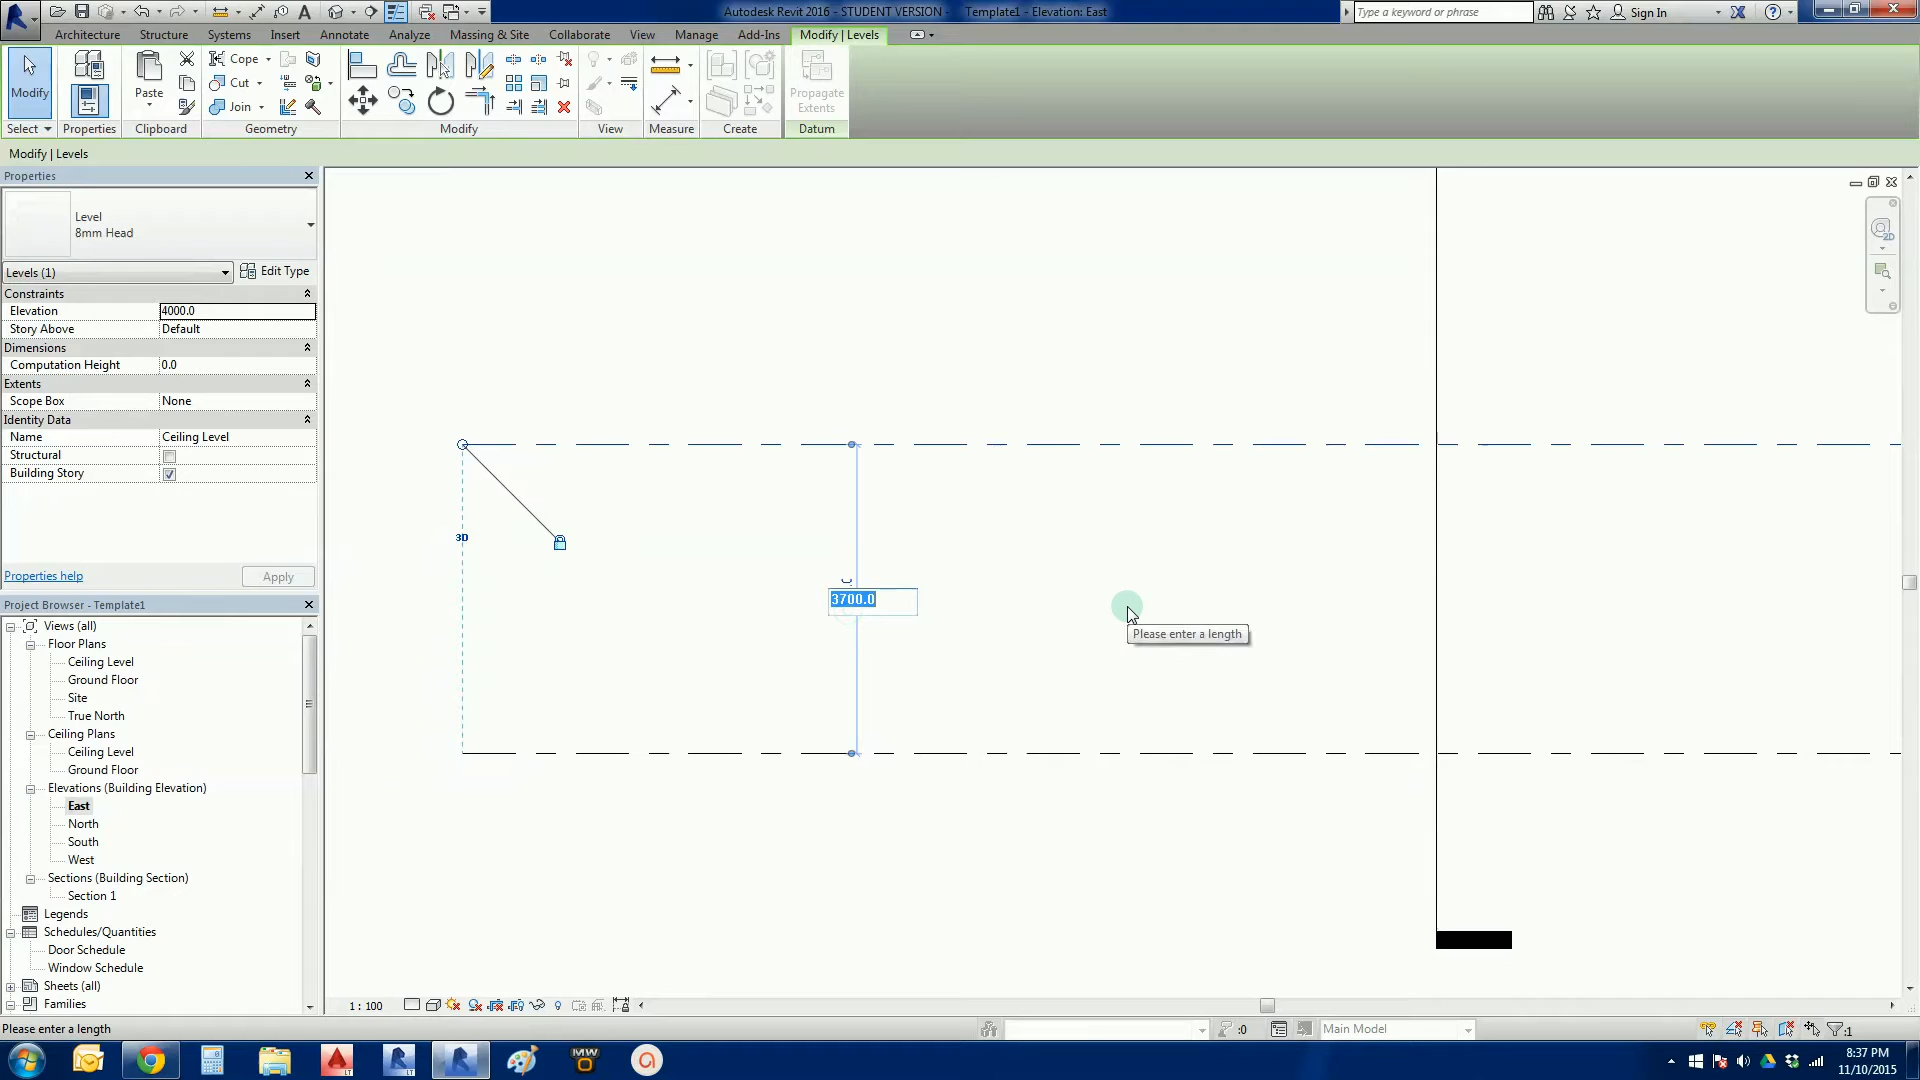 Autodesk Revit 2016 - STUDENT VERSION - Template1 - Elevation: East
Type a keyword or phrase
Sign In
Architecture Structure Systems Insert Annotate Analyze Massing & Site Collaborate View Manage Add-Ins Modify | Levels
Modify
Paste
Cope
Cut
Join
Propagate
Extents
Select Properties Clipboard Geometry Modify View Measure Create Datum
Modify | Levels
Properties
Level
8mm Head
Levels (1) Edit Type
Constraints
Elevation 4000.0
Story Above Default
Dimensions
Computation Height 0.0
Extents
Scope Box None
Identity Data
Name Ceiling Level
Structural
Building Story
Properties help Apply
Project Browser - Template1
Views (all)
Floor Plans
Ceiling Level
Ground Floor
Site
True North
Ceiling Plans
Ceiling Level
Ground Floor
Elevations (Building Elevation)
East
North
South
West
Sections (Building Section)
Section 1
Legends
Schedules/Quantities
Door Schedule
Window Schedule
Sheets (all)
Families
3D
3700.0
Please enter a length
2D
1 : 100
Please enter a length
:0
Main Model
:1
LT
LT
MW
8:37 PM
11/10/2015